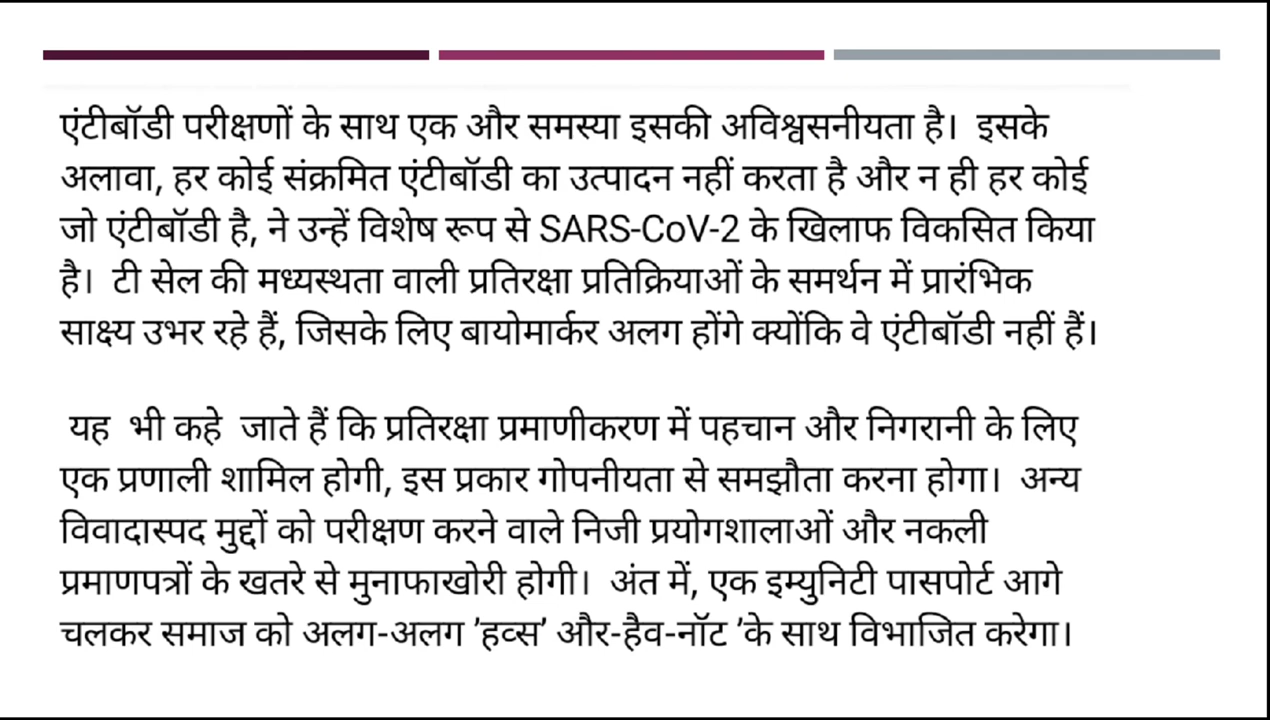 एंटीबॉडी परीक्षणों के साथ एक और समस्या इसकी अविश्वसनीयता है। इसके
अलावा, हर कोई संक्रमित एंटीबॉडी का उत्पादन नहीं करता है और न ही हर कोई
जो एंटीबॉडी है, ने उन्हें विशेष रूप से SARS-CoV-2 के खिलाफ विकसित किया
है। टी सेल की मध्यस्थता वाली प्रतिरक्षा प्रतिक्रियाओं के समर्थन में प्रारंभिक
साक्ष्य उभर रहे हैं, जिसके लिए बायोमार्कर अलग होंगे क्योंकि वे एंटीबॉडी नहीं हैं।
यह भी कहे जाते हैं कि प्रतिरक्षा प्रमाणीकरण में पहचान और निगरानी के लिए
एक प्रणाली शामिल होगी, इस प्रकार गोपनीयता से समझौता करना होगा। अन्य
विवादास्पद मुद्दों को परीक्षण करने वाले निजी प्रयोगशालाओं और नकली
प्रमाणपत्रों के खतरे से मुनाफाखोरी होगी। अंत में, एक इम्युनिटी पासपोर्ट आगे
चलकर समाज को अलग-अलग 'हव्स' और-हैव-नॉट 'के साथ विभाजित करेगा।